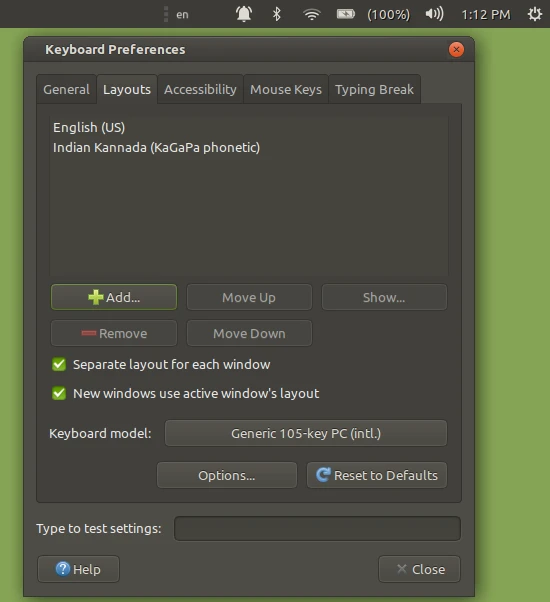 en (100%) 1:12 PM
Keyboard Preferences
General Layouts Accessibility Mouse Keys Typing Break
English (US)
Indian Kannada (KaGaPa phonetic)
Add... Move Up Show...
Remove Move Down
Separate layout for each window
New windows use active window's layout
Keyboard model: Generic 105-key PC (intl.)
Options... Reset to Defaults
Type to test settings:
Help Close